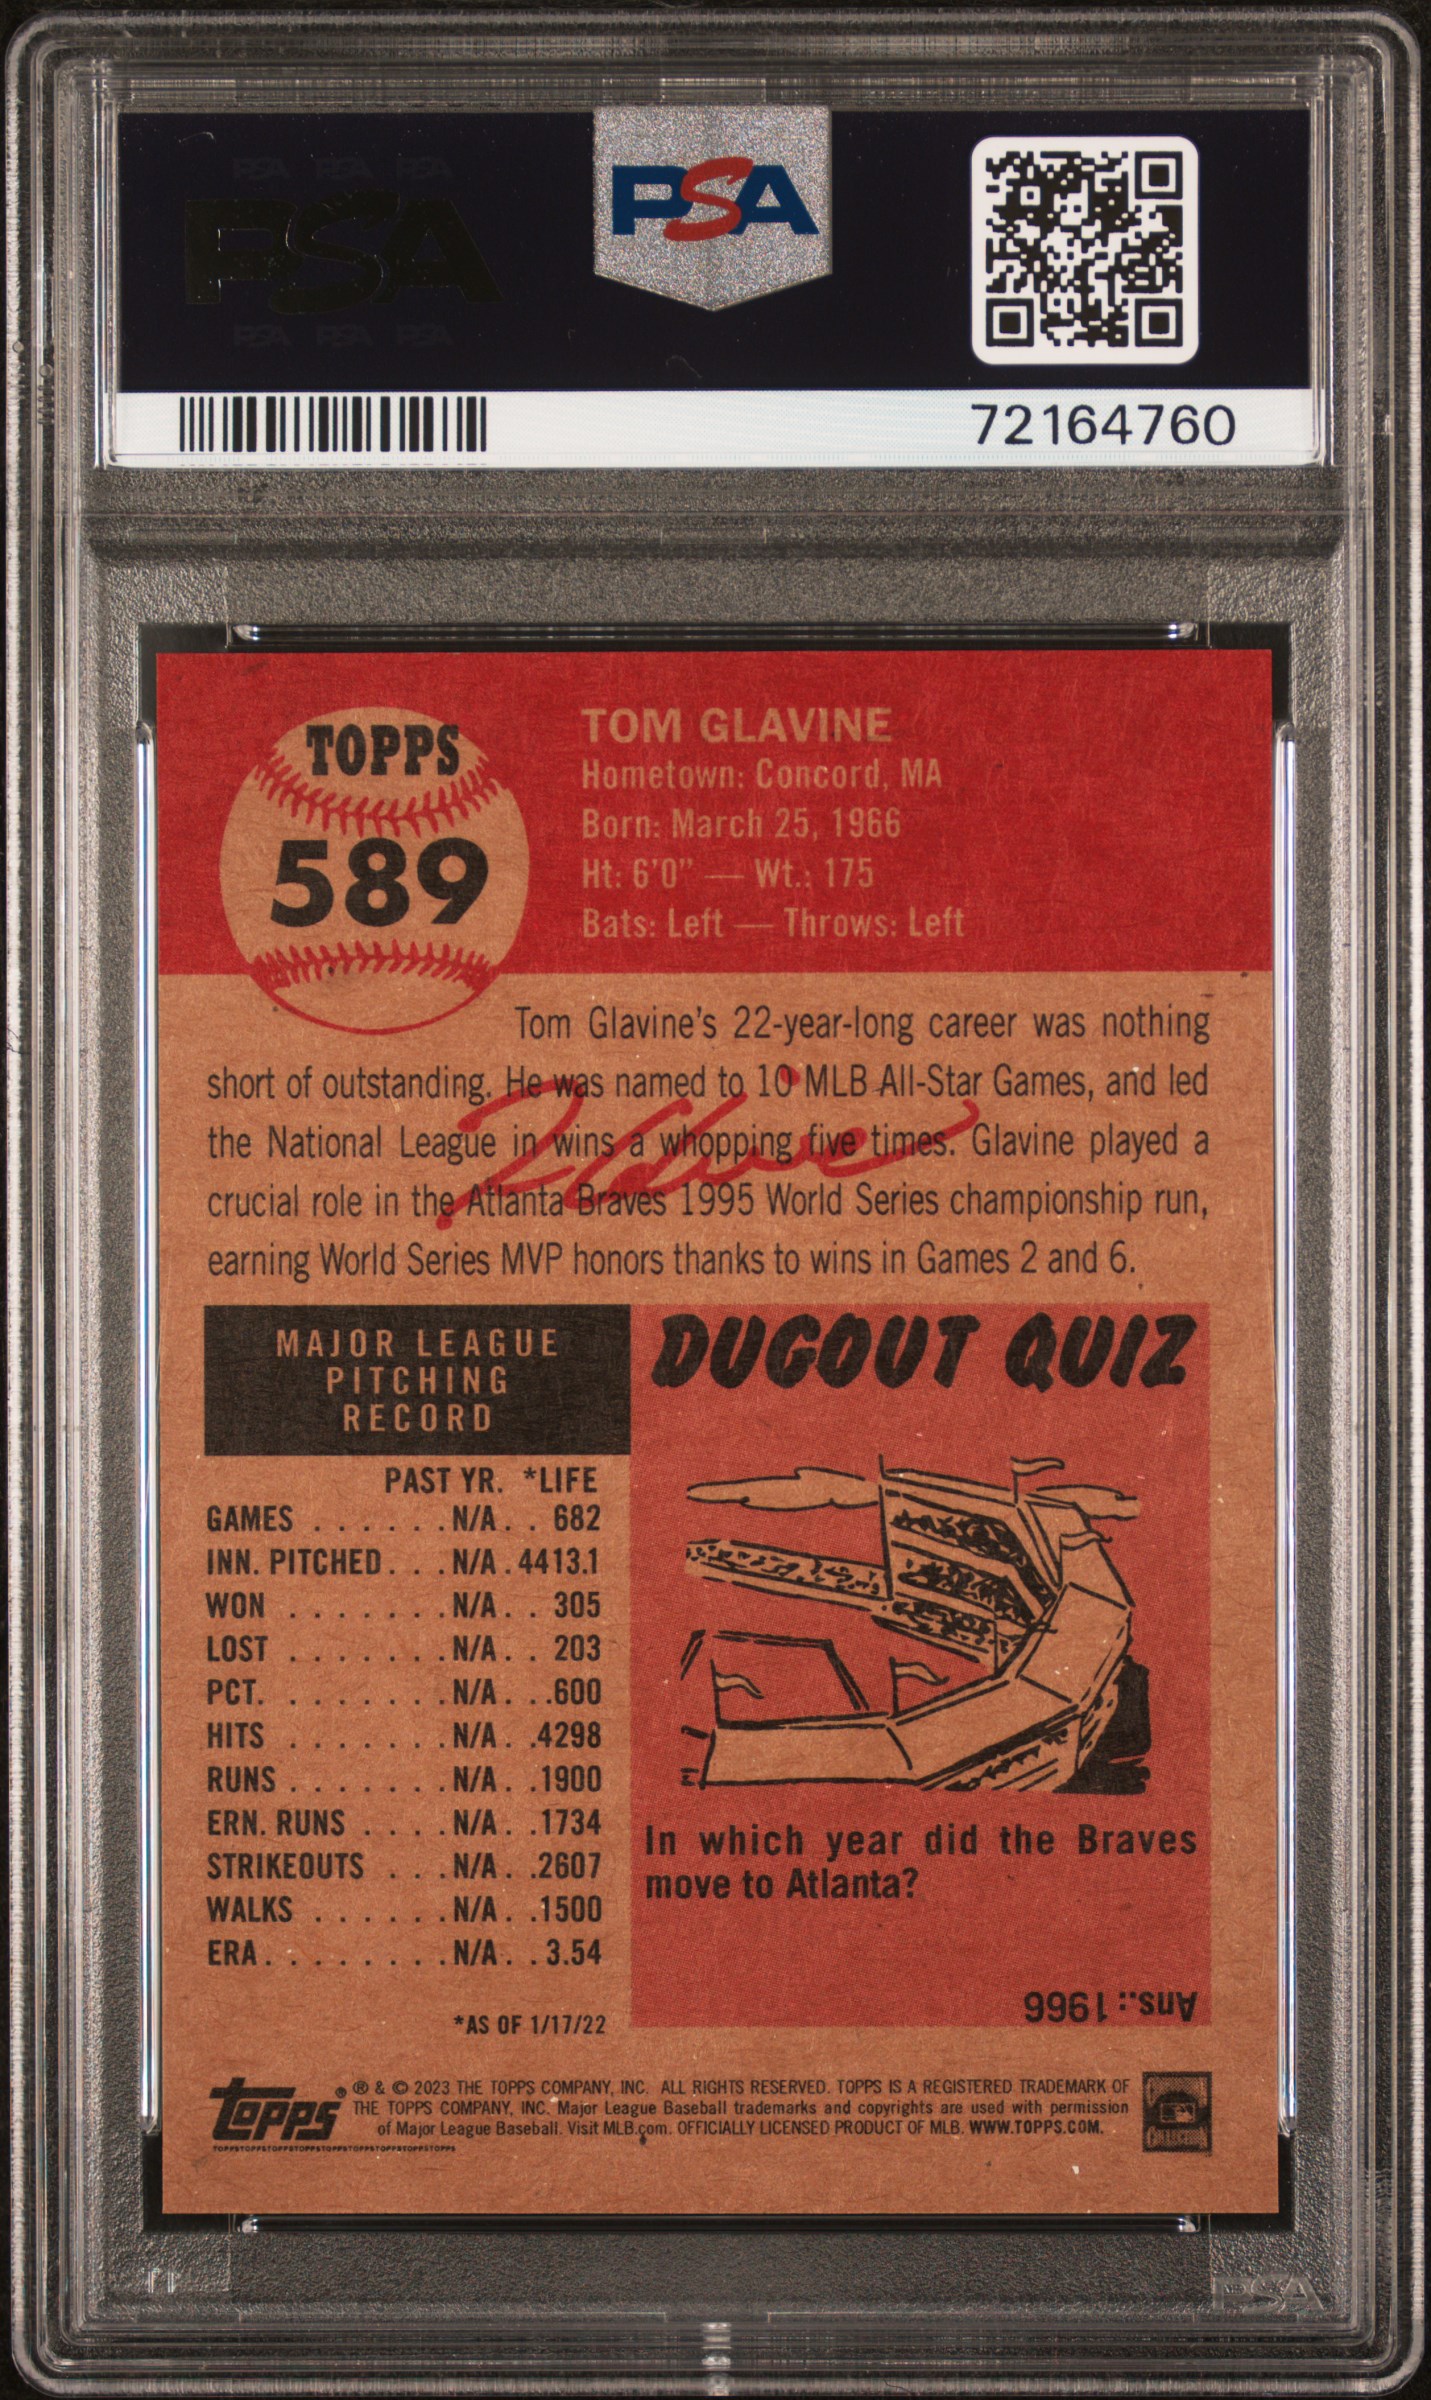 PSA
PSA PSA PSA
PSA
PSA PSA PSA
72164760
TOPPS
589
TOM GLAVINE
Hometown: Concord, MA
Born: March 25, 1966
Ht: 6'0" — Wt.: 175
Bats: Left — Throws: Left
Tom Glavine's 22-year-long career was nothing
short of outstanding. He was named to 10 MLB All-Star Games, and led
the National League in wins a whopping five times. Glavine played a
crucial role in the Atlanta Braves 1995 World Series championship run,
earning World Series MVP honors thanks to wins in Games 2 and 6.
MAJOR LEAGUE
PITCHING
RECORD
PAST YR. *LIFE
GAMES . . . . . . N/A . . 682
INN. PITCHED . . . N/A . 4413.1
WON . . . . . . . N/A . . 305
LOST . . . . . . . N/A . . 203
PCT. . . . . . . . N/A . . .600
HITS . . . . . . . N/A . . 4298
RUNS . . . . . . . N/A . . 1900
ERN. RUNS . . . . N/A . . 1734
STRIKEOUTS . . . N/A . . 2607
WALKS . . . . . . N/A . . 1500
ERA . . . . . . . . N/A . . 3.54
*AS OF 1/17/22
DUGOUT QUIZ
In which year did the Braves
move to Atlanta?
Ans.: 1966
topps
TOPPSTOPPSTOPPSTOPPSTOPPSTOPPSTOPPSTOPPS
® ® & © 2023 THE TOPPS COMPANY, INC. ALL RIGHTS RESERVED. TOPPS IS A REGISTERED TRADEMARK OF
THE TOPPS COMPANY, INC. Major League Baseball trademarks and copyrights are used with permission
of Major League Baseball. Visit MLB.com. OFFICIALLY LICENSED PRODUCT OF MLB. WWW.TOPPS.COM.
PSA